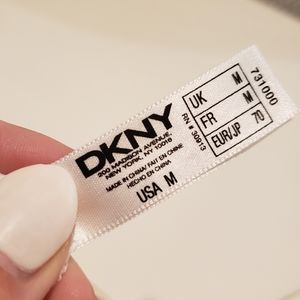 DKNY
200 MADISON AVENUE,
NEW YORK, NY 10016
MADE IN CHINA/ FAIT EN CHINE
HECHO EN CHINA
USA M
RN # 30913
UK M
FR M
EUR/JP 70
731000